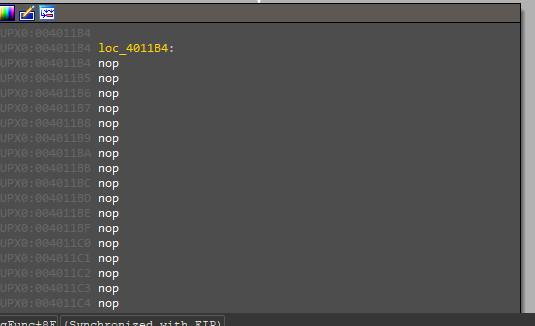 UPX0:004011B4
UPX0:004011B4 loc_4011B4:
UPX0:004011B4 nop
UPX0:004011B5 nop
UPX0:004011B6 nop
UPX0:004011B7 nop
UPX0:004011B8 nop
UPX0:004011B9 nop
UPX0:004011BA nop
UPX0:004011BB nop
UPX0:004011BC nop
UPX0:004011BD nop
UPX0:004011BE nop
UPX0:004011BF nop
UPX0:004011C0 nop
UPX0:004011C1 nop
UPX0:004011C2 nop
UPX0:004011C3 nop
UPX0:004011C4 nop
gFunc+8F (Synchronized with EIP)